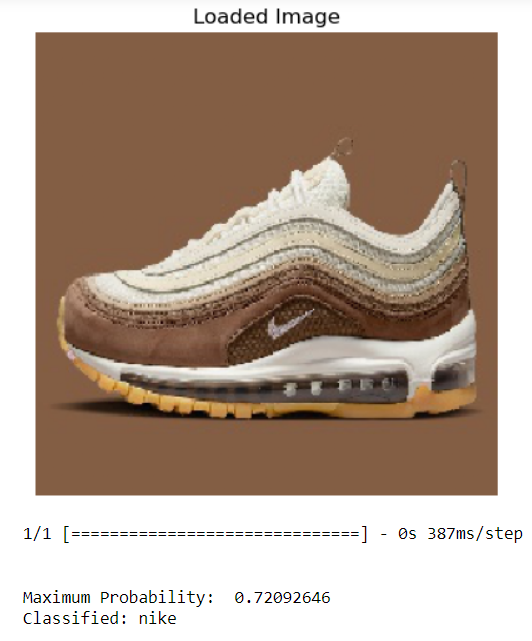 Loaded Image
1/1 [==============================] - 0s 387ms/step
Maximum Probability:  0.72092646
Classified: nike